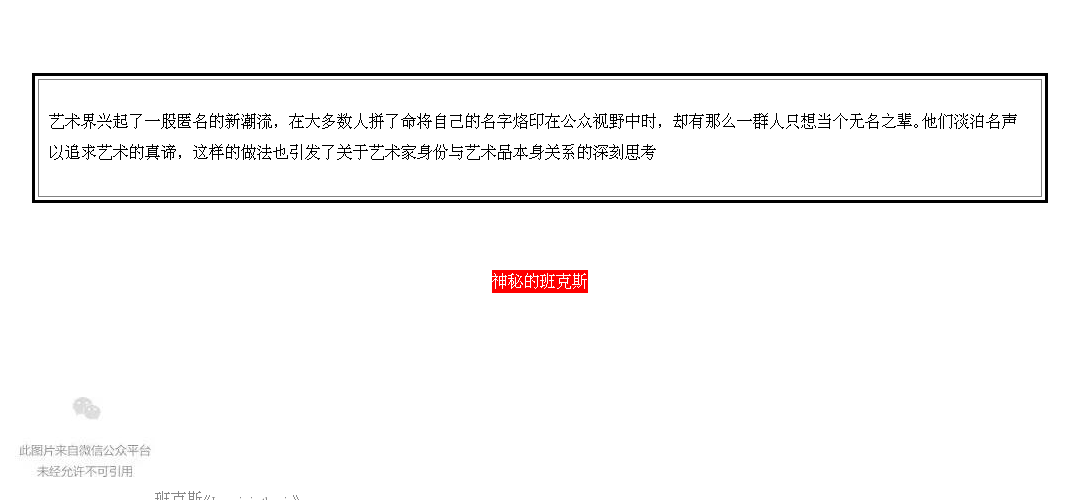 艺术界兴起了一股匿名的新潮流，在大多数人拼了命将自己的名字烙印在公众视野中时，却有那么一群人只想当个无名之辈。他们淡泊名声
以追求艺术的真谛，这样的做法也引发了关于艺术家身份与艺术品本身关系的深刻思考
神秘的班克斯
此图片来自微信公众平台
未经允许不可引用
班克斯